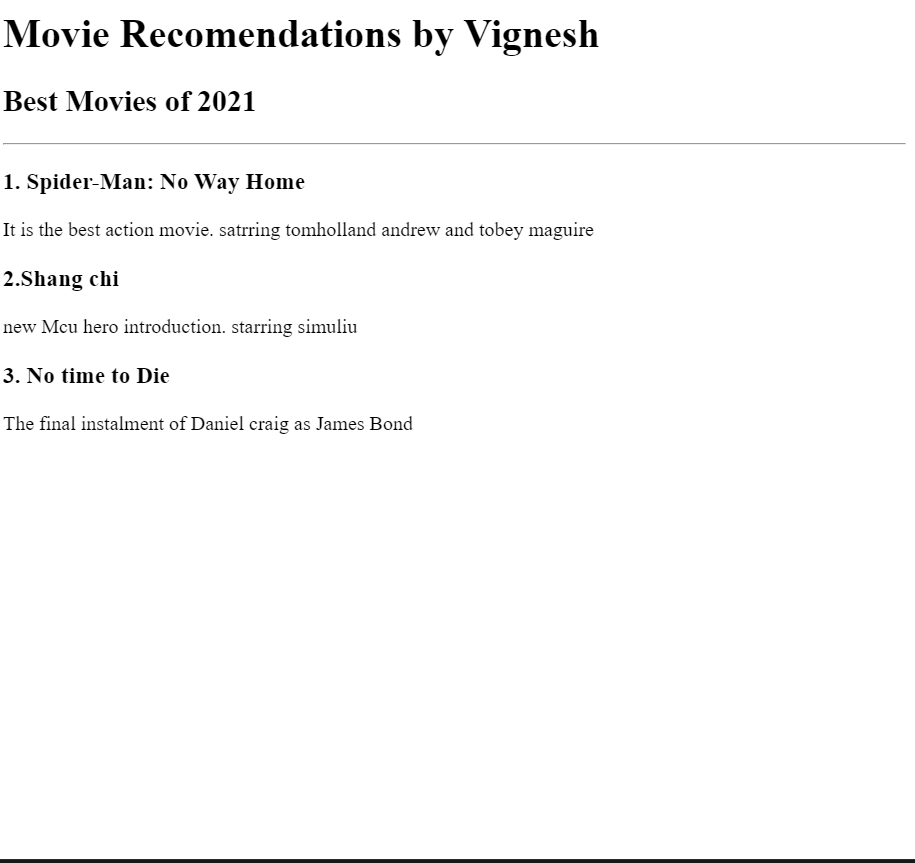 Movie Recomendations by Vignesh
Best Movies of 2021
1. Spider-Man: No Way Home
It is the best action movie. satrring tomholland andrew and tobey maguire
2.Shang chi
new Mcu hero introduction. starring simuliu
3. No time to Die
The final instalment of Daniel craig as James Bond